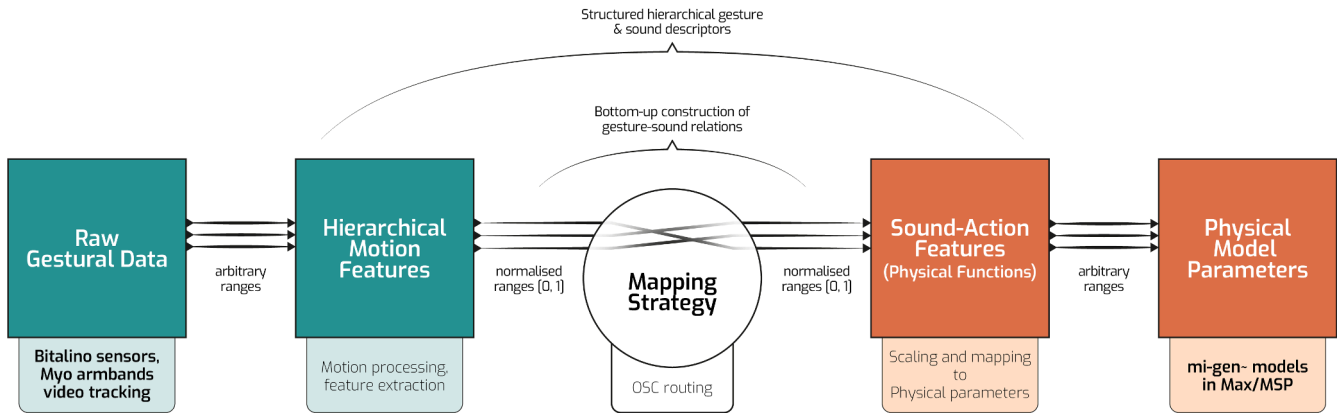 Structured hierarchical gesture
& sound descriptors
Bottom-up construction of
gesture-sound relations
Raw
Gestural Data
arbitrary
ranges
Hierarchical
Motion
Features
normalised
ranges [0, 1]
Mapping
Strategy
normalised
ranges [0, 1]
Sound-Action
Features
(Physical Functions)
arbitrary
ranges
Physical
Model
Parameters
Bitalino sensors,
Myo armbands
video tracking
Motion processing,
feature extraction
OSC routing
Scaling and mapping
to
Physical parameters
mi-gen~ models
in Max/MSP